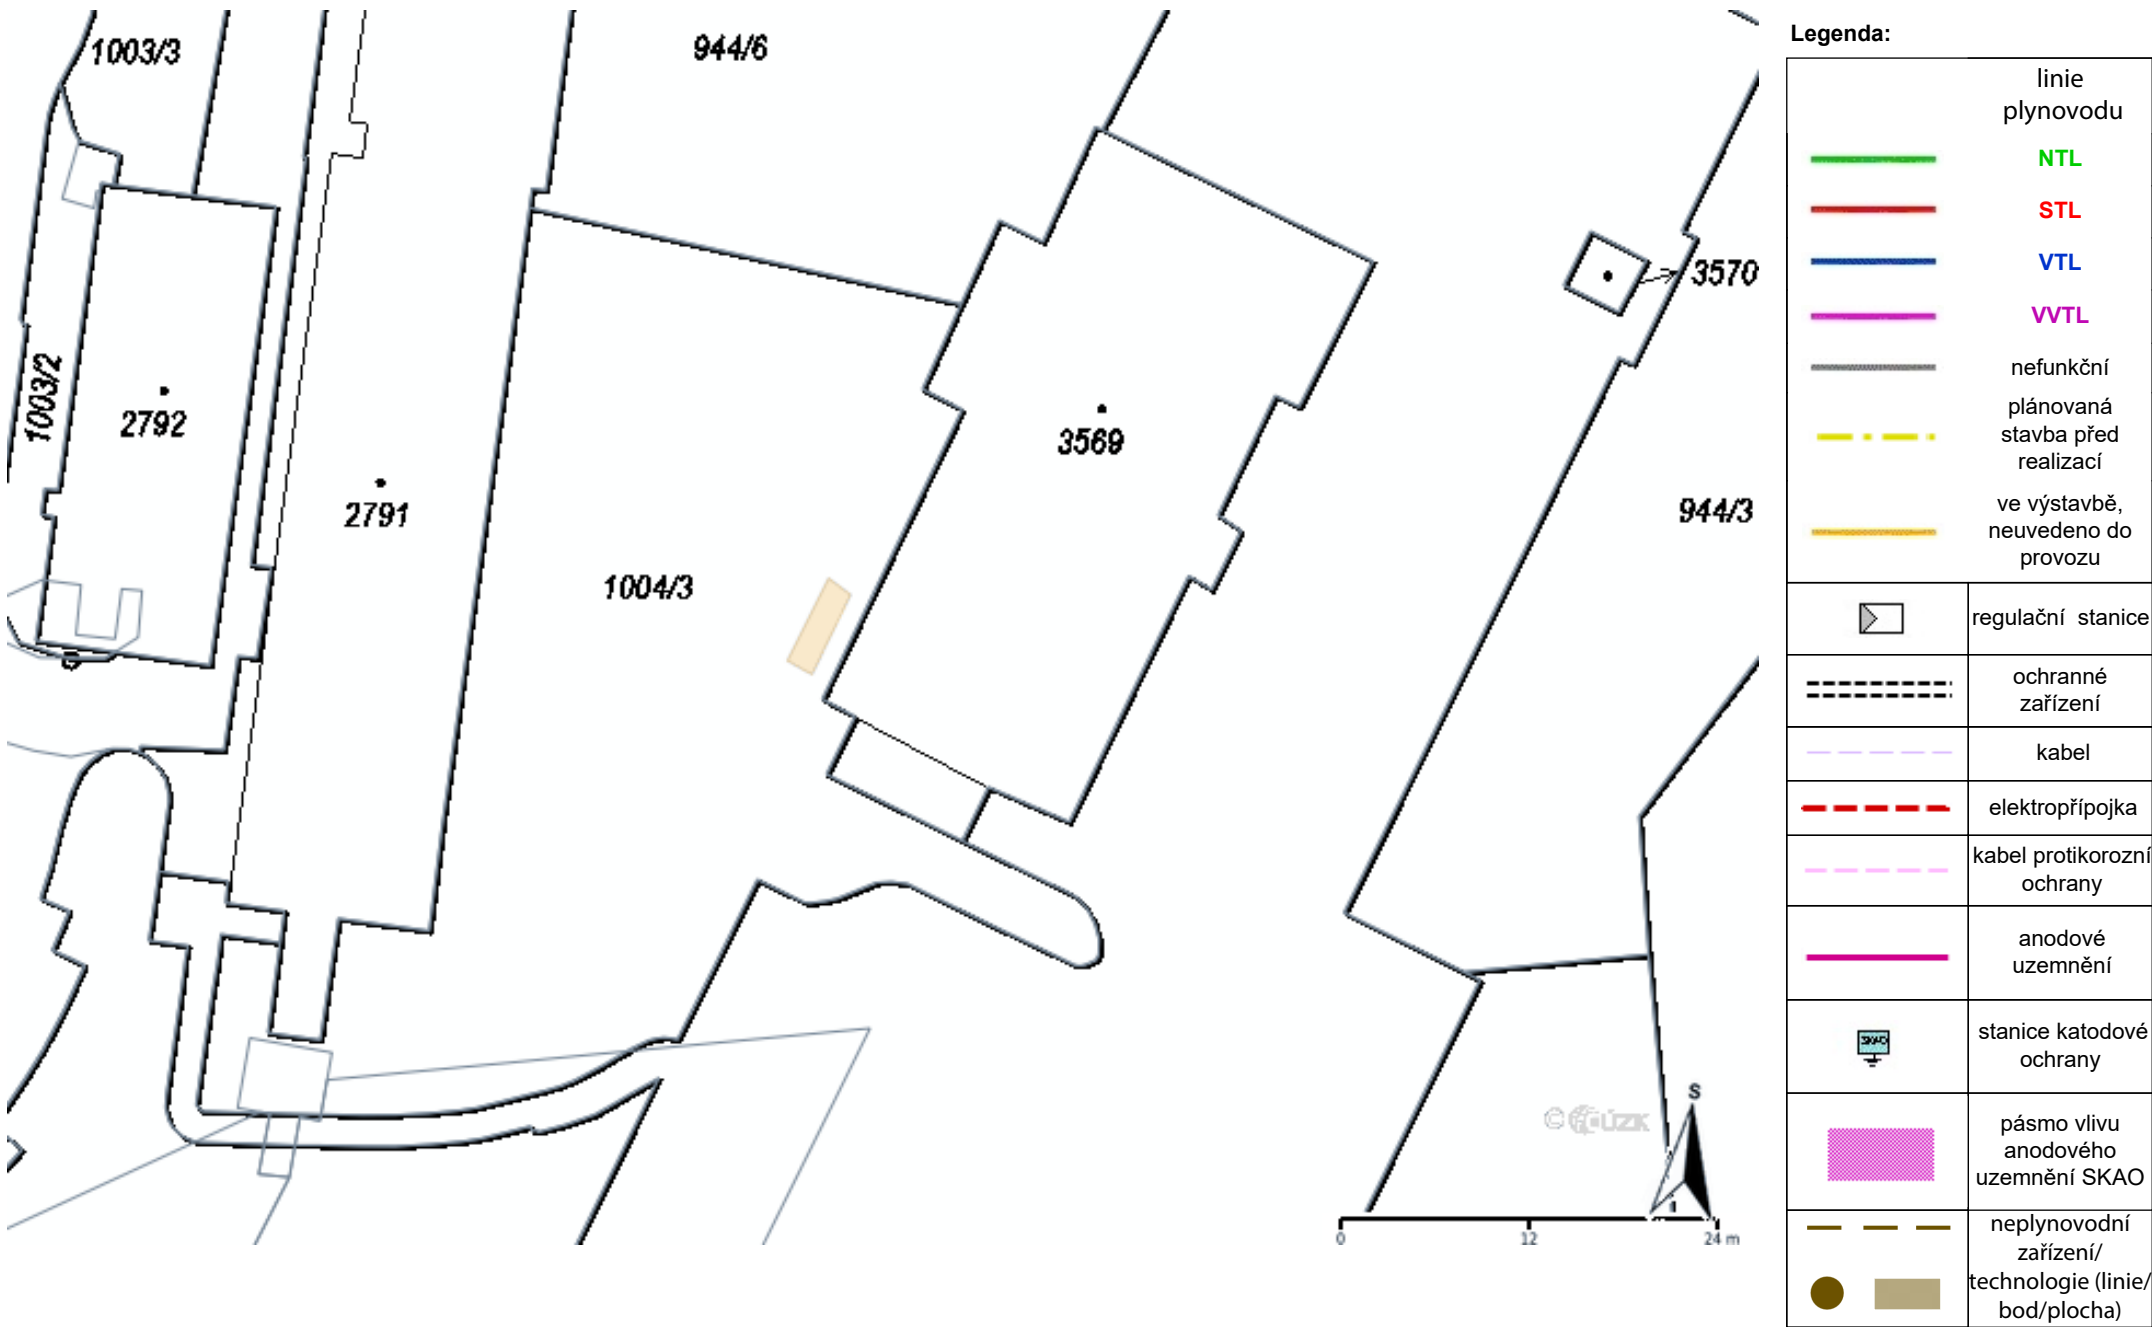 1003/3
944/6
3570
1003/2
2792
3569
2791
944/3
1004/3
S
0
12
24 m
Legenda:
linie
plynovodu
NTL
STL
VTL
VVTL
nefunkční
plánovaná
stavba před
realizací
ve výstavbě,
neuvedeno do
provozu
regulační stanice
ochranné
zařízení
kabel
elektropřípojka
kabel protikorozní
ochrany
anodové
uzemnění
SKAO
stanice katodové
ochrany
pásmo vlivu
anodového
uzemnění SKAO
neplynovodní
zařízení/
technologie (linie/
bod/plocha)